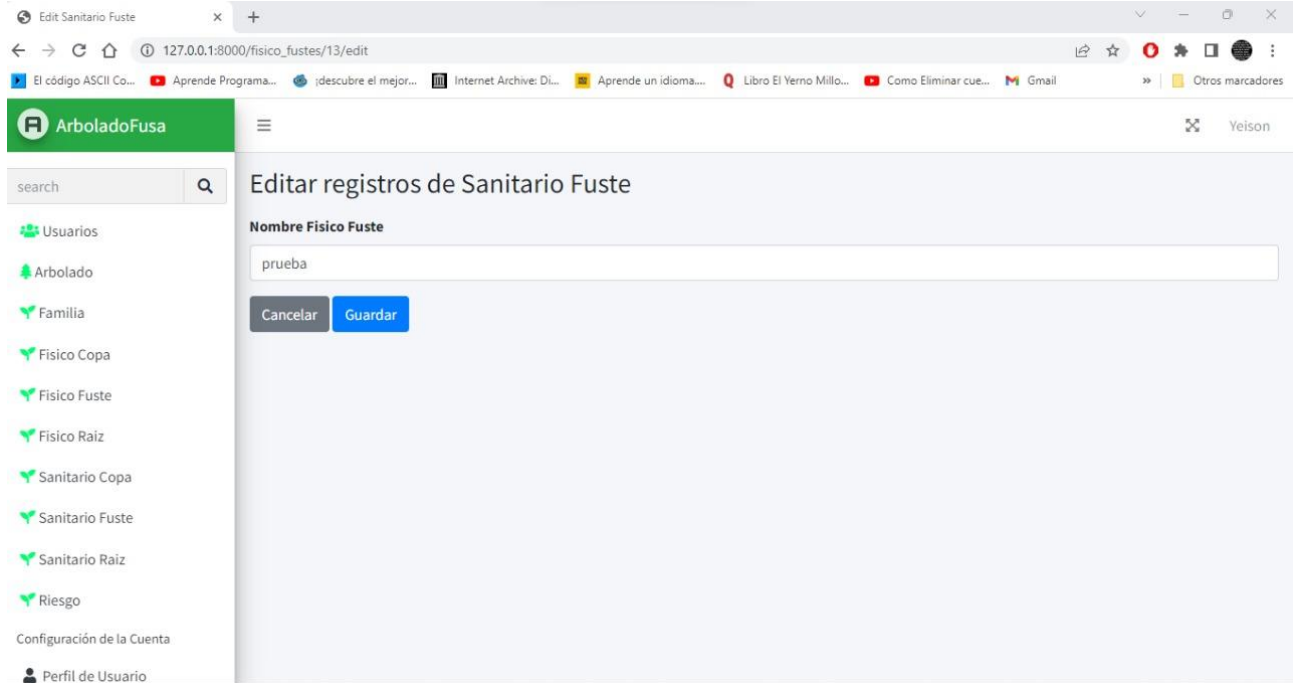 Edit Sanitario Fuste
127.0.0.1:8000/fisico_fustes/13/edit
El código ASCII Co... Aprende Programa... ¡descubre el mejor... Internet Archive: Di... Aprende un idioma.... Libro El Yerno Millo... Como Eliminar cue... Gmail » Otros marcadores
ArboladoFusa
Yeison
search
Editar registros de Sanitario Fuste
Usuarios
Nombre Fisico Fuste
prueba
Arbolado
Familia
Cancelar Guardar
Fisico Copa
Fisico Fuste
Fisico Raiz
Sanitario Copa
Sanitario Fuste
Sanitario Raiz
Riesgo
Configuración de la Cuenta
Perfil de Usuario